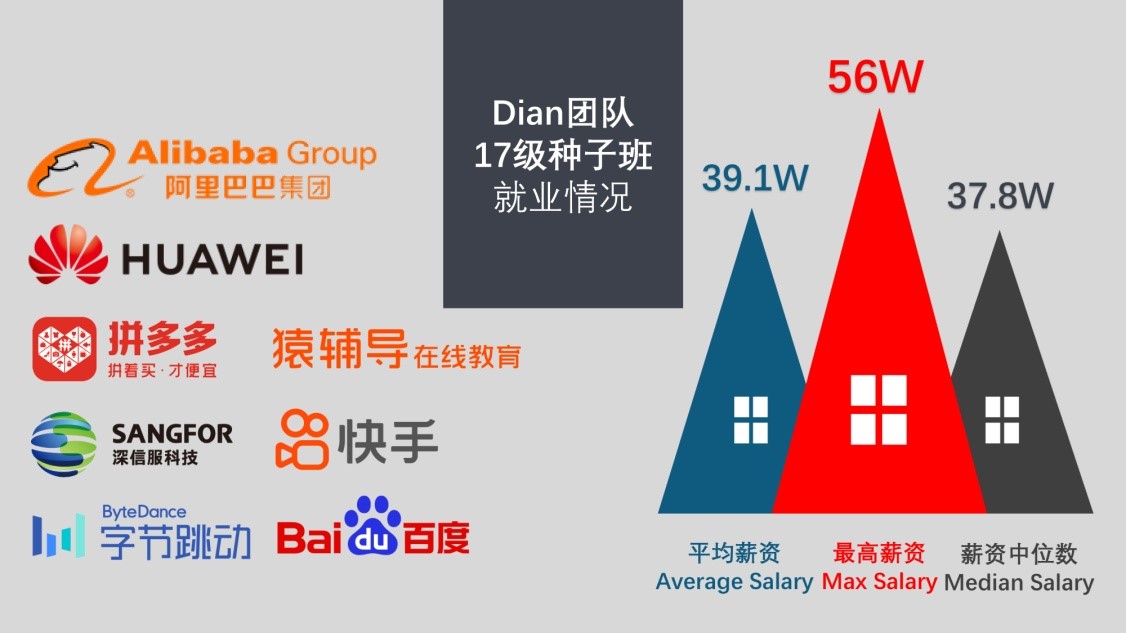 Dian团队
17级种子班
就业情况
Alibaba Group
阿里巴巴集团
HUAWEI
拼多多
拼着买·才便宜
拼
猿辅导在线教育
SANGFOR
深信服科技
快手
ByteDance
字节跳动
Bai du 百度
39.1W
56W
37.8W
平均薪资
Average Salary
最高薪资
Max Salary
薪资中位数
Median Salary